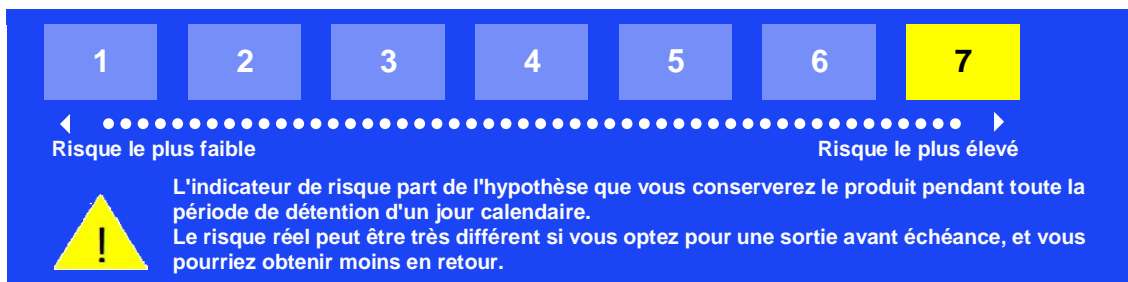 1 2 3 4 5 6 7
Risque le plus faible Risque le plus élevé
L'indicateur de risque part de l'hypothèse que vous conserverez le produit pendant toute la
période de détention d'un jour calendaire.
Le risque réel peut être très différent si vous optez pour une sortie avant échéance, et vous
pourriez obtenir moins en retour.
!